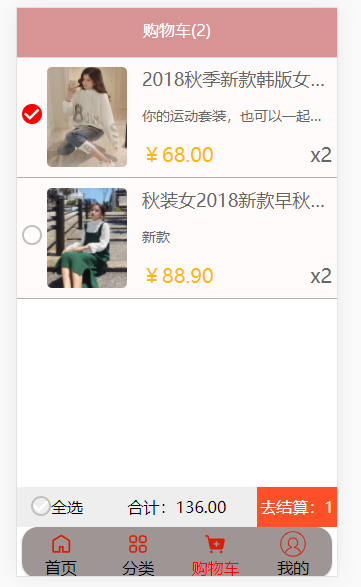 购物车(2)
2018秋季新款韩版女...
你的运动套装，也可以一起...
￥68.00 x2
秋装女2018新款早秋...
新款
￥88.90 x2
全选 合计：136.00 去结算：1
首页 分类 购物车 我的